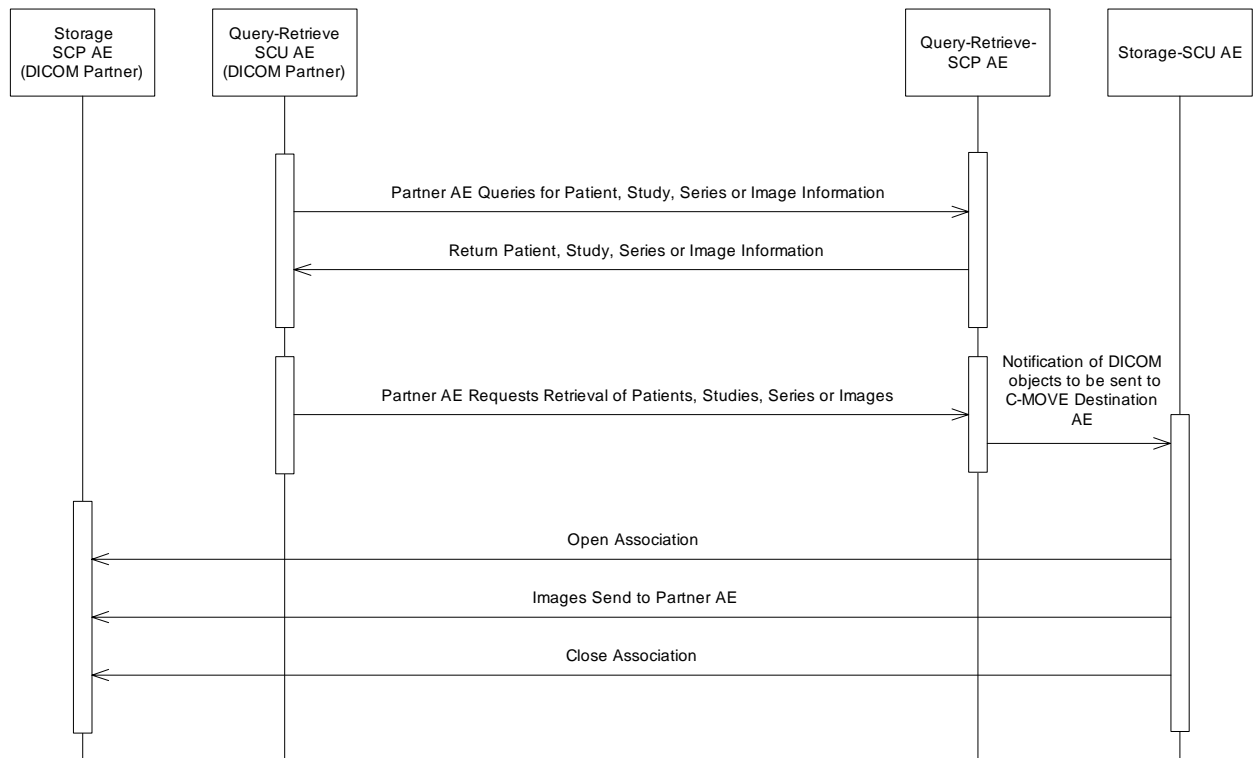 Storage
SCP AE
(DICOM Partner)
Query-Retrieve
SCU AE
(DICOM Partner)
Query-Retrieve-
SCP AE
Storage-SCU AE
Partner AE Queries for Patient, Study, Series or Image Information
Return Patient, Study, Series or Image Information
Notification of DICOM
objects to be sent to
C-MOVE Destination
AE
Partner AE Requests Retrieval of Patients, Studies, Series or Images
Open Association
Images Send to Partner AE
Close Association